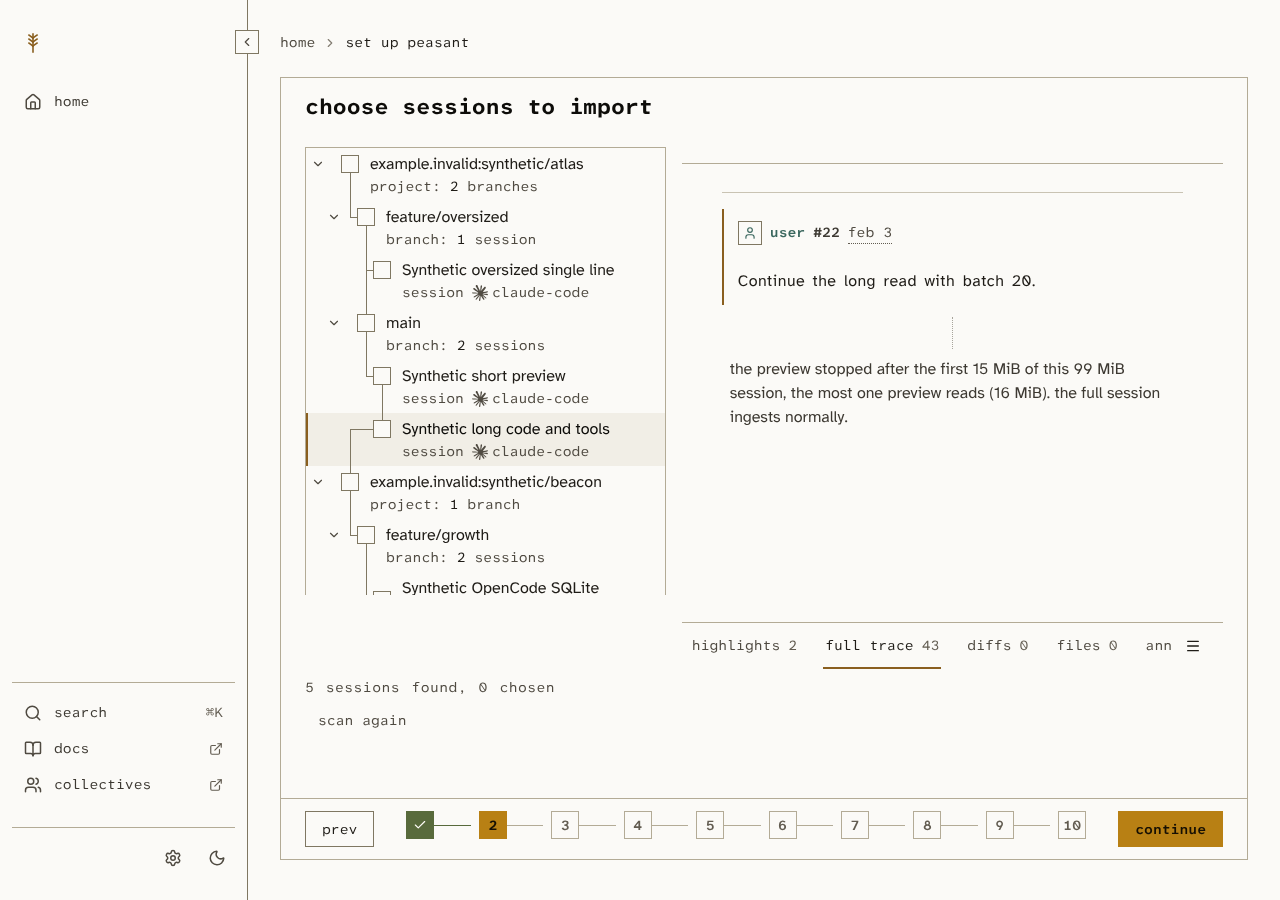 home > set up peasant
home
choose sessions to import
example.invalid:synthetic/atlas
project: 2 branches
feature/oversized
branch: 1 session
Synthetic oversized single line
session claude-code
main
branch: 2 sessions
Synthetic short preview
session claude-code
Synthetic long code and tools
session claude-code
example.invalid:synthetic/beacon
project: 1 branch
feature/growth
branch: 2 sessions
Synthetic OpenCode SQLite
user #22 feb 3
Continue the long read with batch 20.
the preview stopped after the first 15 MiB of this 99 MiB
session, the most one preview reads (16 MiB). the full session
ingests normally.
highlights 2 full trace 43 diffs 0 files 0 ann
5 sessions found, 0 chosen
scan again
search ⌘K
docs
collectives
prev 2 3 4 5 6 7 8 9 10 continue